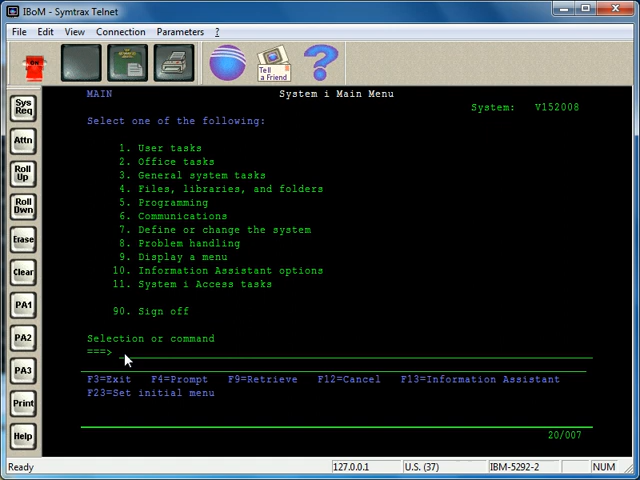 IBoM - Symtrax Telnet
File Edit View Connection Parameters ?
ON
Tell a Friend
?
Sys Req
Attn
Roll Up
Roll Dwn
Erase
Clear
PA1
PA2
PA3
Print
Help
MAIN System i Main Menu
System: V152008
Select one of the following:
1. User tasks
2. Office tasks
3. General system tasks
4. Files, libraries, and folders
5. Programming
6. Communications
7. Define or change the system
8. Problem handling
9. Display a menu
10. Information Assistant options
11. System i Access tasks
90. Sign off
Selection or command
===>
F3=Exit F4=Prompt F9=Retrieve F12=Cancel F13=Information Assistant
F23=Set initial menu
20/007
Ready 127.0.0.1 U.S. (37) IBM-5292-2 NUM